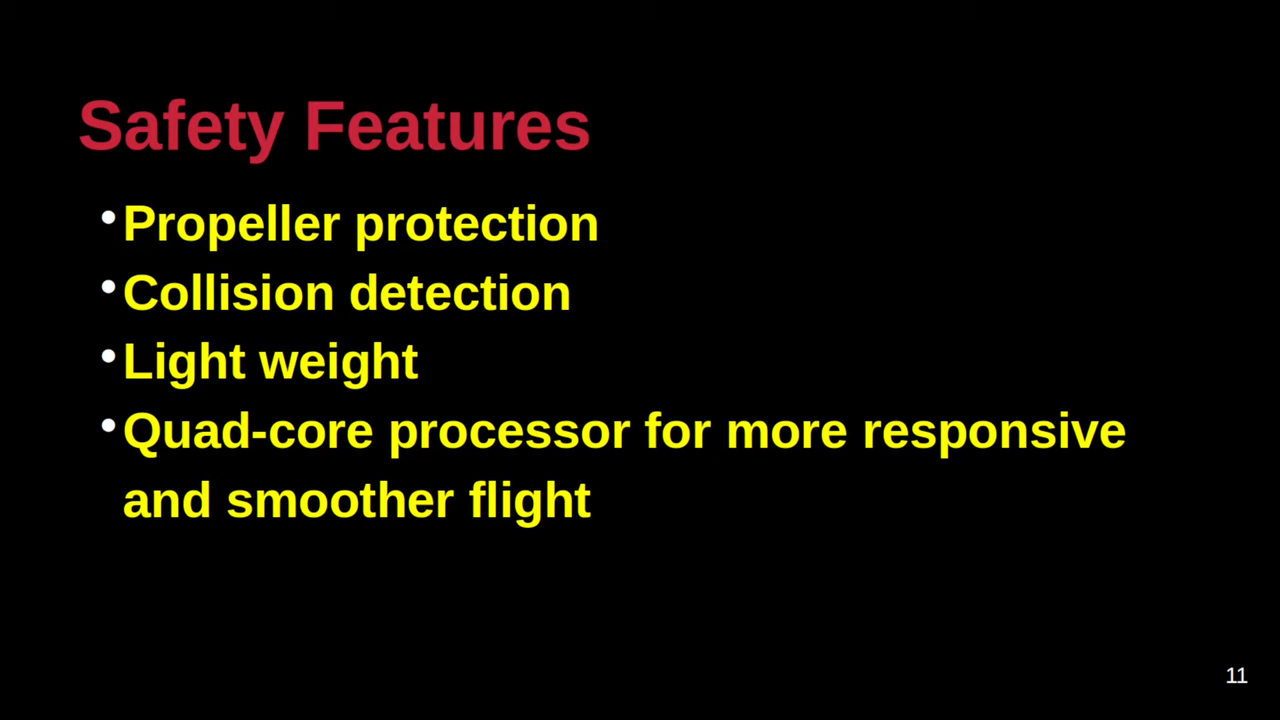 Safety Features
•Propeller protection
•Collision detection
•Light weight
•Quad-core processor for more responsive
and smoother flight
11